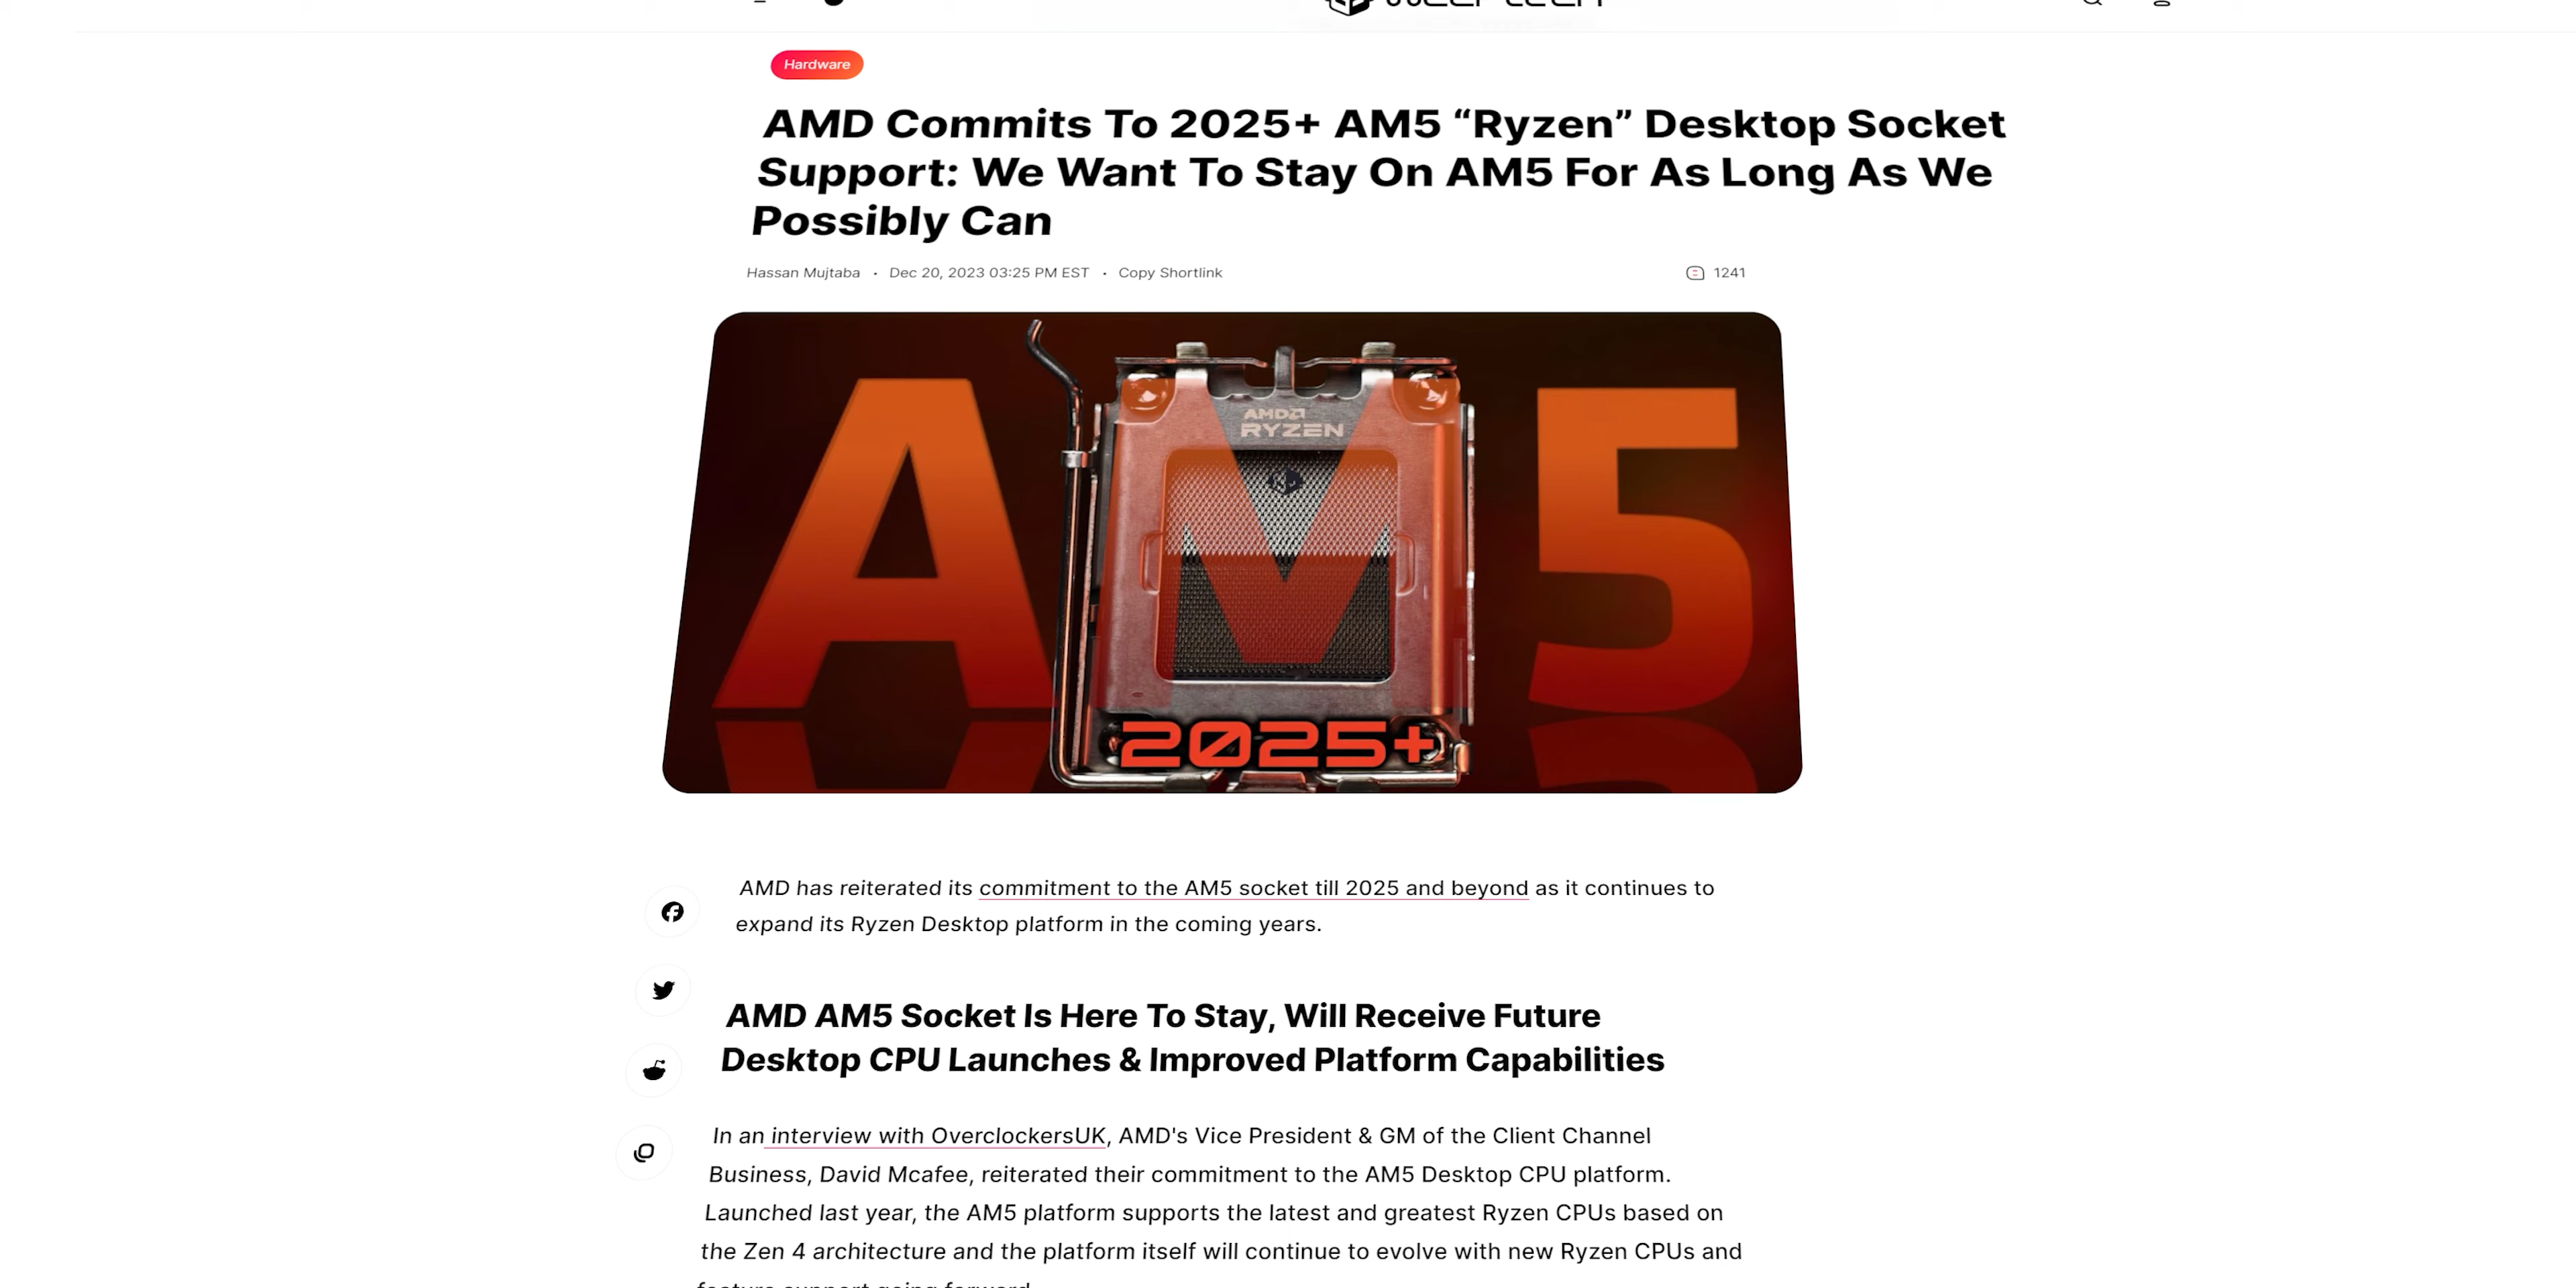 Hardware
AMD Commits To 2025+ AM5 “Ryzen” Desktop Socket
Support: We Want To Stay On AM5 For As Long As We
Possibly Can
Hassan Mujtaba • Dec 20, 2023 03:25 PM EST • Copy Shortlink
1241
AM5
AMD
RYZEN
2025+
AMD has reiterated its commitment to the AM5 socket till 2025 and beyond as it continues to
expand its Ryzen Desktop platform in the coming years.
AMD AM5 Socket Is Here To Stay, Will Receive Future
Desktop CPU Launches & Improved Platform Capabilities
In an interview with OverclockersUK, AMD's Vice President & GM of the Client Channel
Business, David Mcafee, reiterated their commitment to the AM5 Desktop CPU platform.
Launched last year, the AM5 platform supports the latest and greatest Ryzen CPUs based on
the Zen 4 architecture and the platform itself will continue to evolve with new Ryzen CPUs and